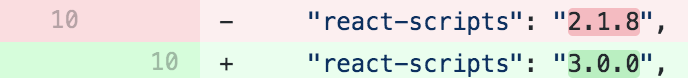 10 - "react-scripts": "2.1.8",
10 + "react-scripts": "3.0.0",